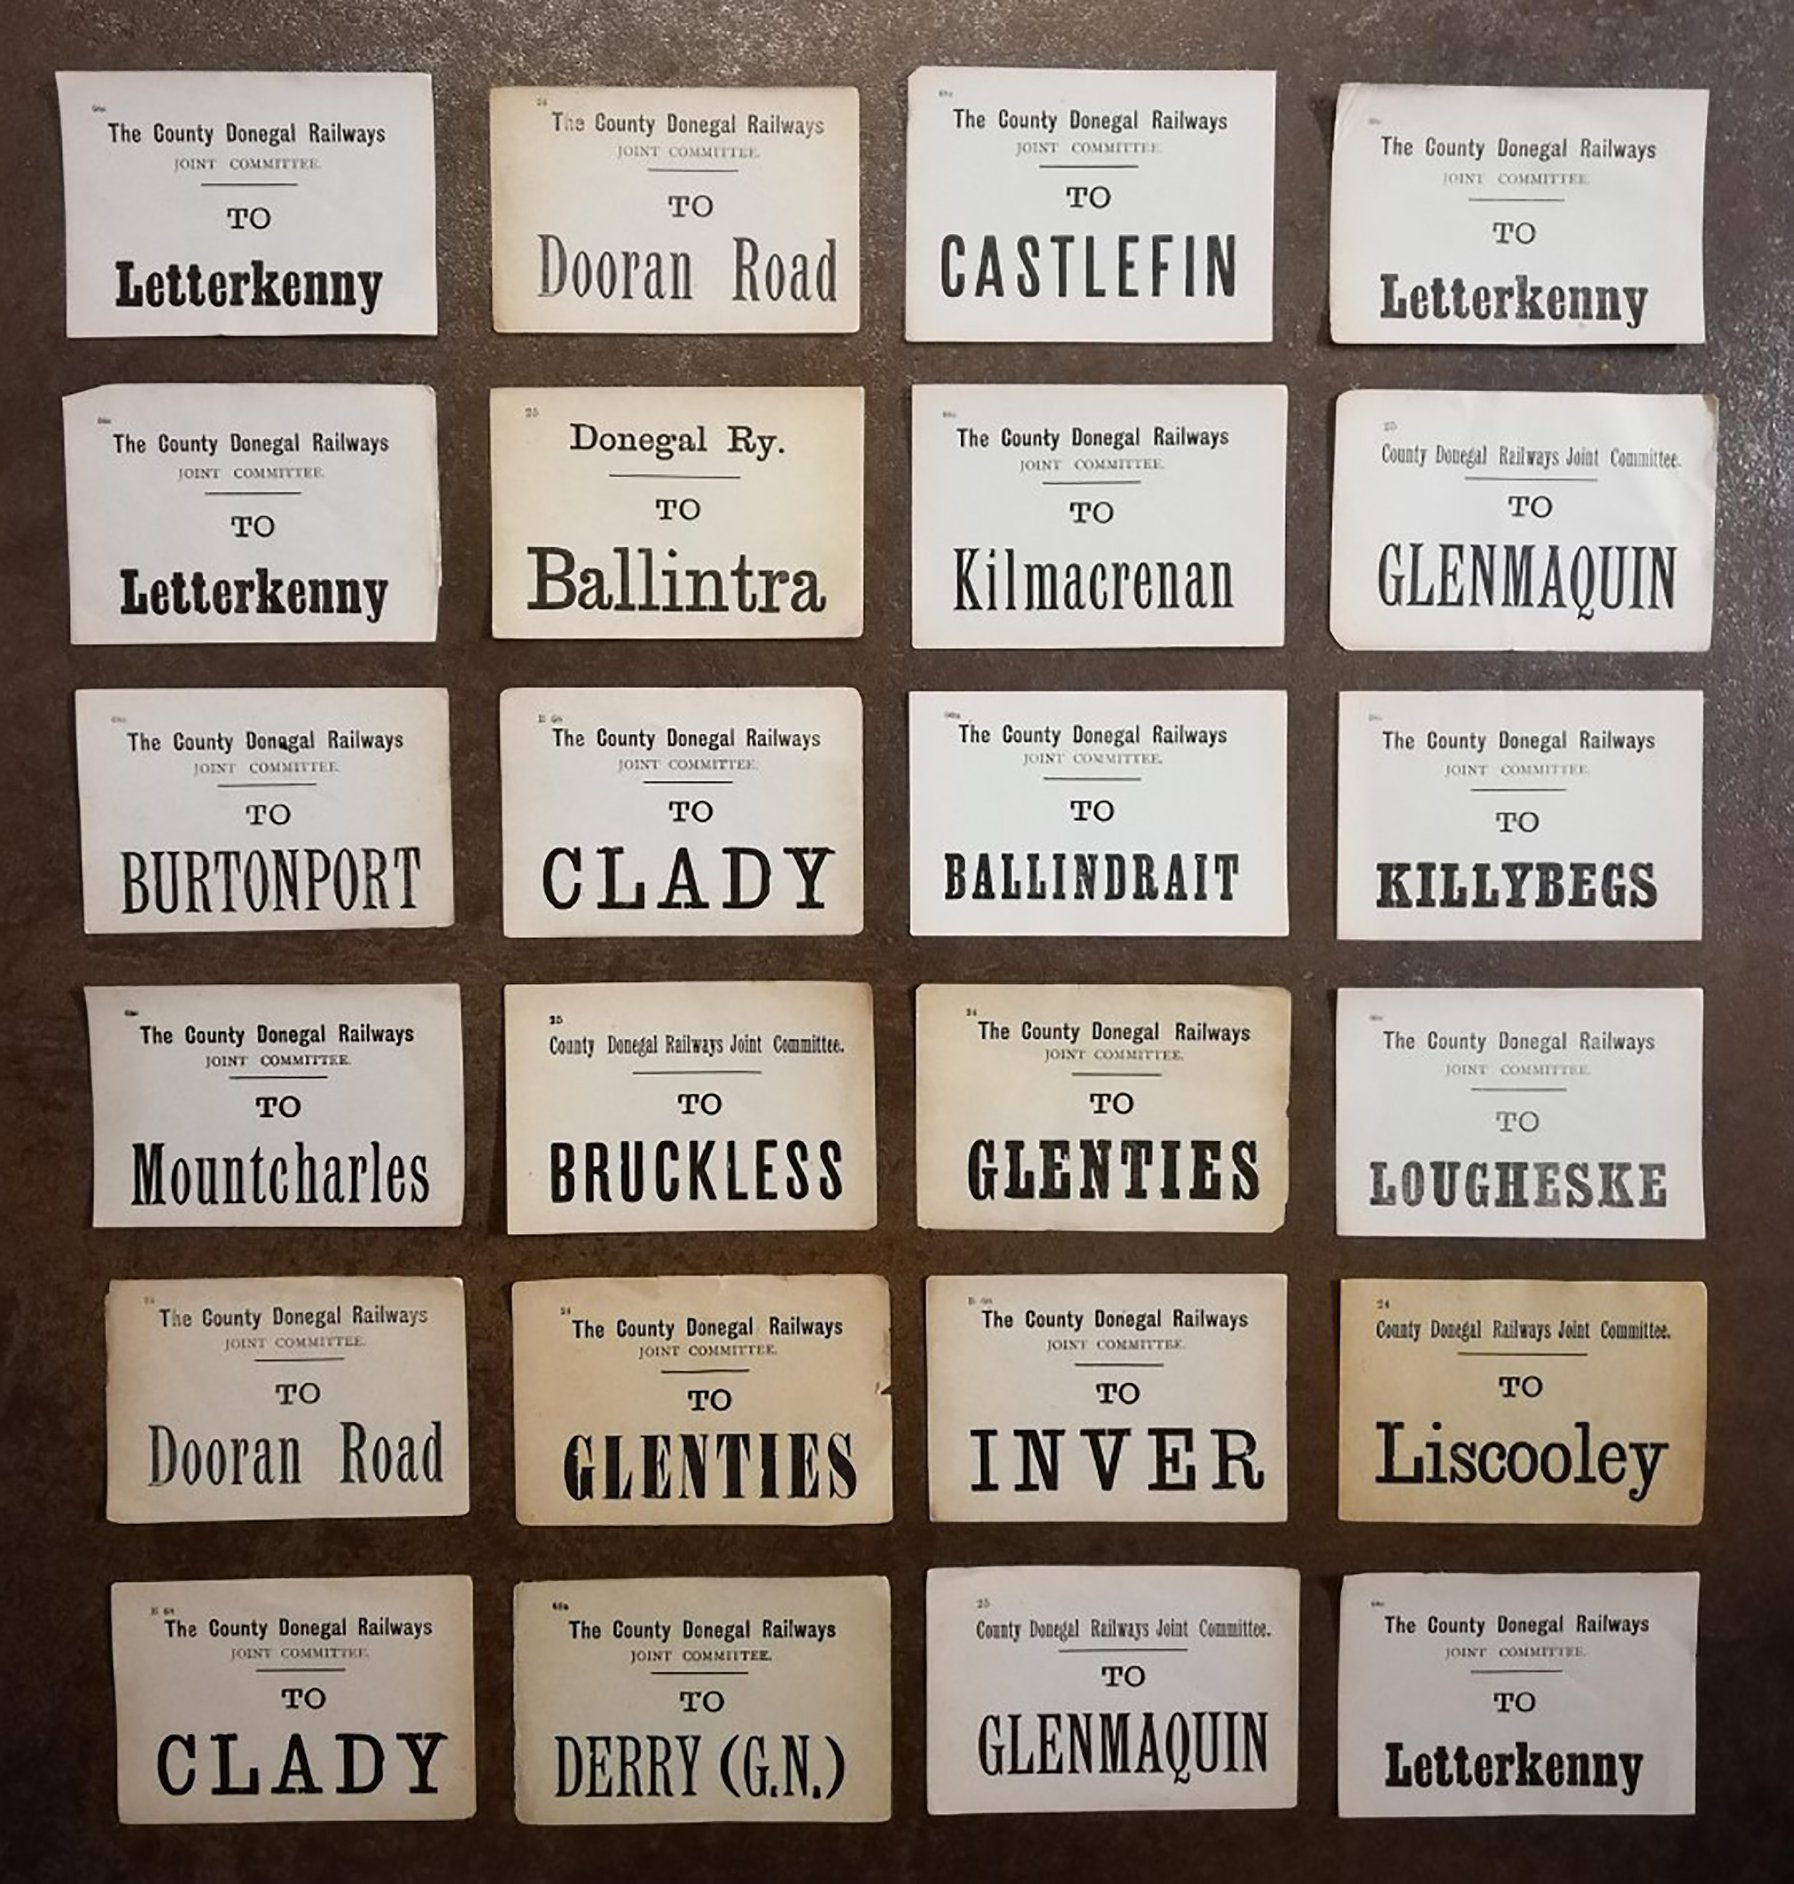 The County Donegal Railways
JOINT COMMITTEE.
TO
Letterkenny
24
The County Donegal Railways
JOINT COMMITTEE.
TO
Dooran Road
The County Donegal Railways
JOINT COMMITTEE.
TO
CASTLEFIN
The County Donegal Railways
JOINT COMMITTEE.
TO
Letterkenny
The County Donegal Railways
JOINT COMMITTEE.
TO
Letterkenny
25
Donegal Ry.
TO
Ballintra
The County Donegal Railways
JOINT COMMITTEE.
TO
Kilmacrenan
25
County Donegal Railways Joint Committee.
TO
GLENMAQUIN
The County Donegal Railways
JOINT COMMITTEE.
TO
BURTONPORT
The County Donegal Railways
JOINT COMMITTEE.
TO
CLADY
The County Donegal Railways
JOINT COMMITTEE.
TO
BALLINDRAIT
The County Donegal Railways
JOINT COMMITTEE.
TO
KILLYBEGS
The County Donegal Railways
JOINT COMMITTEE.
TO
Mountcharles
25
County Donegal Railways Joint Committee.
TO
BRUCKLESS
24
The County Donegal Railways
JOINT COMMITTEE.
TO
GLENTIES
The County Donegal Railways
JOINT COMMITTEE.
TO
LOUGHESKE
The County Donegal Railways
JOINT COMMITTEE.
TO
Dooran Road
24
The County Donegal Railways
JOINT COMMITTEE.
TO
GLENTIES
The County Donegal Railways
JOINT COMMITTEE.
TO
INVER
24
County Donegal Railways Joint Committee.
TO
Liscooley
The County Donegal Railways
JOINT COMMITTEE.
TO
CLADY
The County Donegal Railways
JOINT COMMITTEE.
TO
DERRY (G.N.)
25
County Donegal Railways Joint Committee.
TO
GLENMAQUIN
The County Donegal Railways
JOINT COMMITTEE.
TO
Letterkenny